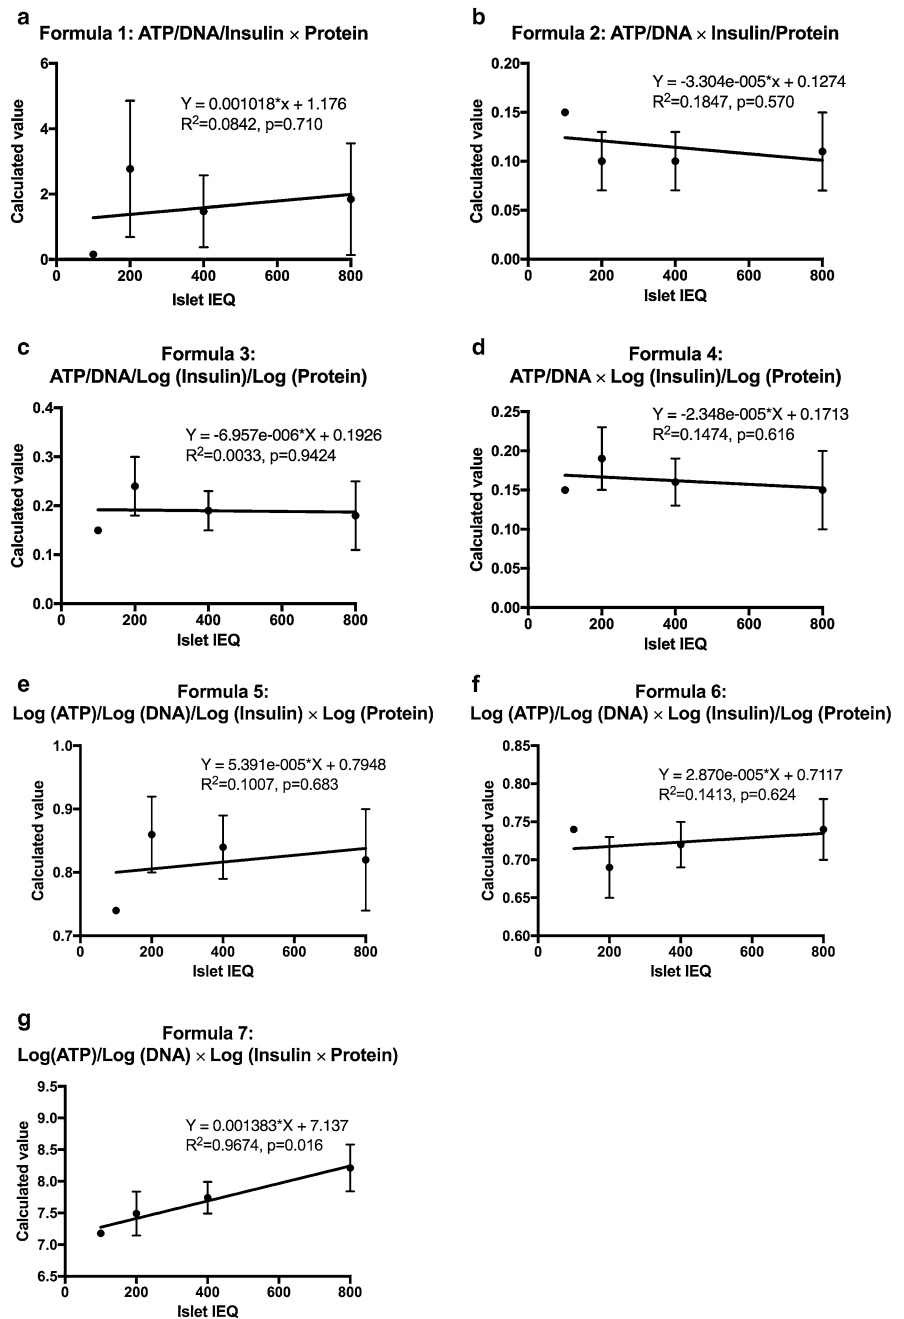 a
Formula 1: ATP/DNA/Insulin × Protein
Y = 0.001018*x + 1.176
R²=0.0842, p=0.710
Calculated value
6
4
2
0
0 200 400 600 800
Islet IEQ
b
Formula 2: ATP/DNA × Insulin/Protein
Y = -3.304e-005*x + 0.1274
R²=0.1847, p=0.570
Calculated value
0.20
0.15
0.10
0.05
0.00
0 200 400 600 800
Islet IEQ
c
Formula 3:
ATP/DNA/Log (Insulin)/Log (Protein)
Y = -6.957e-006*X + 0.1926
R²=0.0033, p=0.9424
Calculated value
0.4
0.3
0.2
0.1
0.0
0 200 400 600 800
Islet IEQ
d
Formula 4:
ATP/DNA × Log (Insulin)/Log (Protein)
Y = -2.348e-005*X + 0.1713
R²=0.1474, p=0.616
Calculated value
0.25
0.20
0.15
0.10
0.05
0.00
0 200 400 600 800
Islet IEQ
e
Formula 5:
Log (ATP)/Log (DNA)/Log (Insulin) × Log (Protein)
Y = 5.391e-005*X + 0.7948
R²=0.1007, p=0.683
Calculated value
1.0
0.9
0.8
0.7
0 200 400 600 800
Islet IEQ
f
Formula 6:
Log (ATP)/Log (DNA) × Log (Insulin)/Log (Protein)
Y = 2.870e-005*X + 0.7117
R²=0.1413, p=0.624
Calculated value
0.85
0.80
0.75
0.70
0.65
0.60
0 200 400 600 800
Islet IEQ
g
Formula 7:
Log(ATP)/Log (DNA) × Log (Insulin × Protein)
Y = 0.001383*X + 7.137
R²=0.9674, p=0.016
Calculated value
9.5
9.0
8.5
8.0
7.5
7.0
6.5
0 200 400 600 800
Islet IEQ